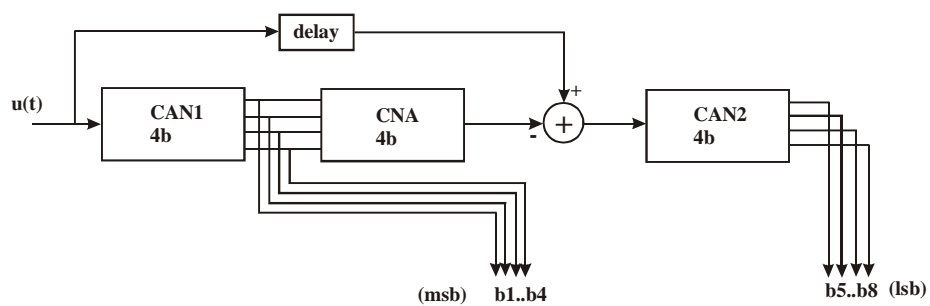 delay
u(t)
+
CAN1
4b
CNA
4b
-
+
CAN2
4b
(msb) b1..b4
b5..b8 (lsb)